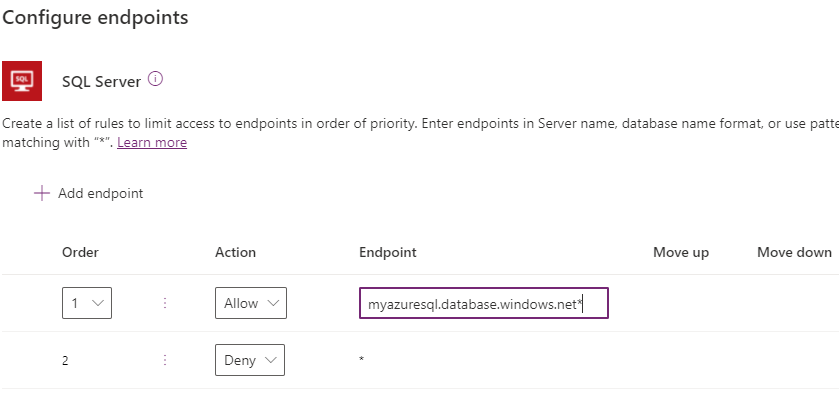 Configure endpoints
SQL
SQL Server
Create a list of rules to limit access to endpoints in order of priority. Enter endpoints in Server name, database name format, or use patte
matching with "*". Learn more
+ Add endpoint
Order Action Endpoint Move up Move down
1 Allow myazuresql.database.windows.net*
2 Deny *